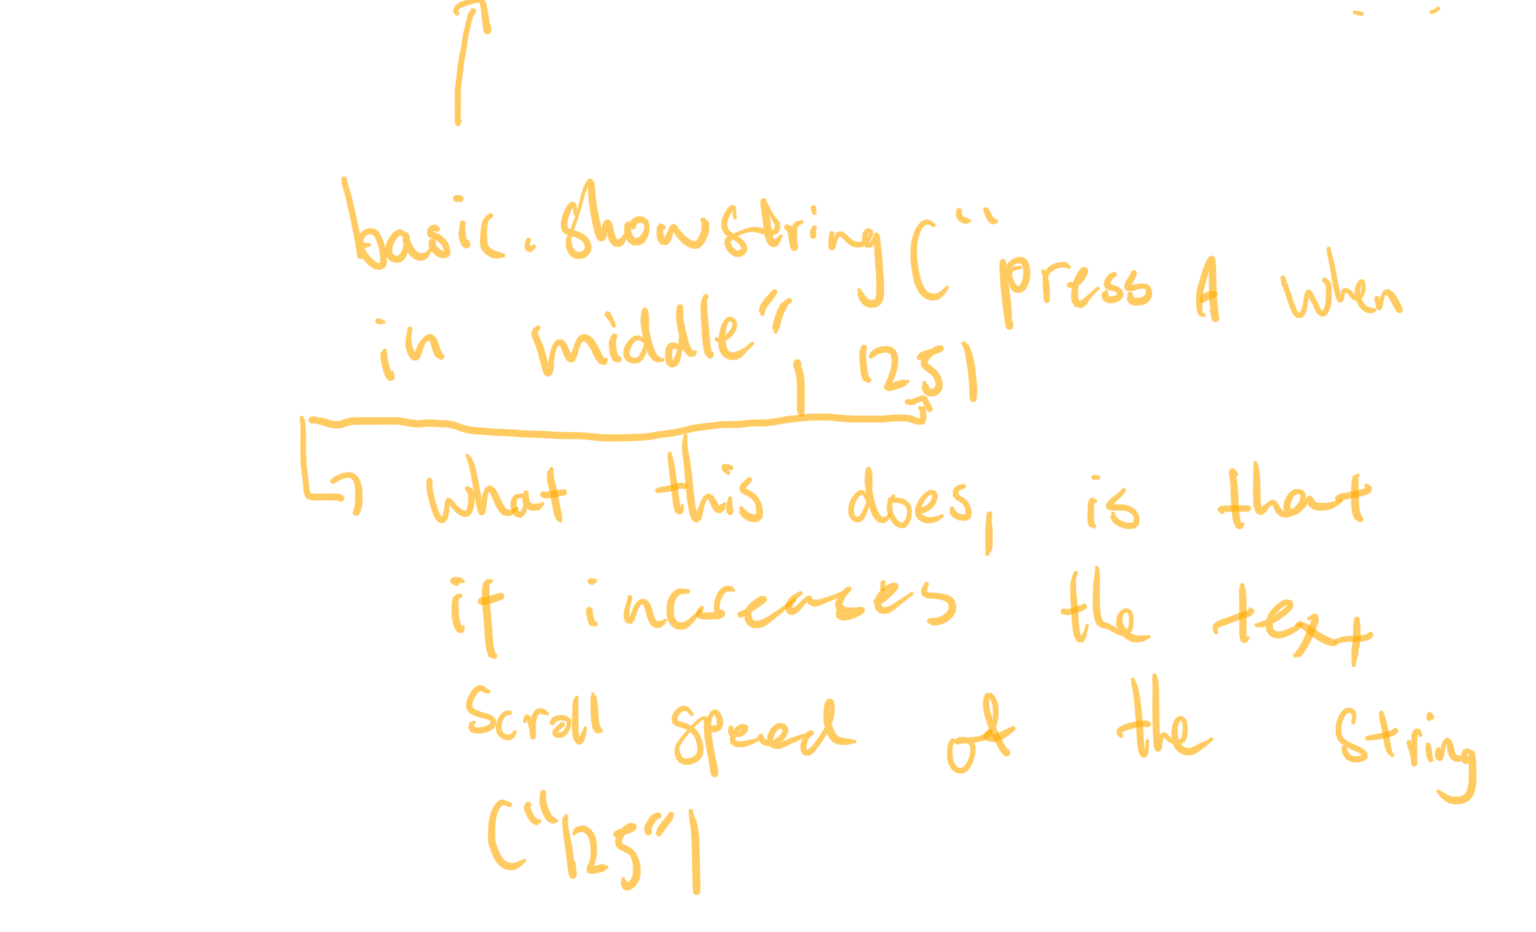 basic.showstring(“press A when
in middle” 125)
what this does, is that
if increases the text
scroll speed of the string
(“125”)